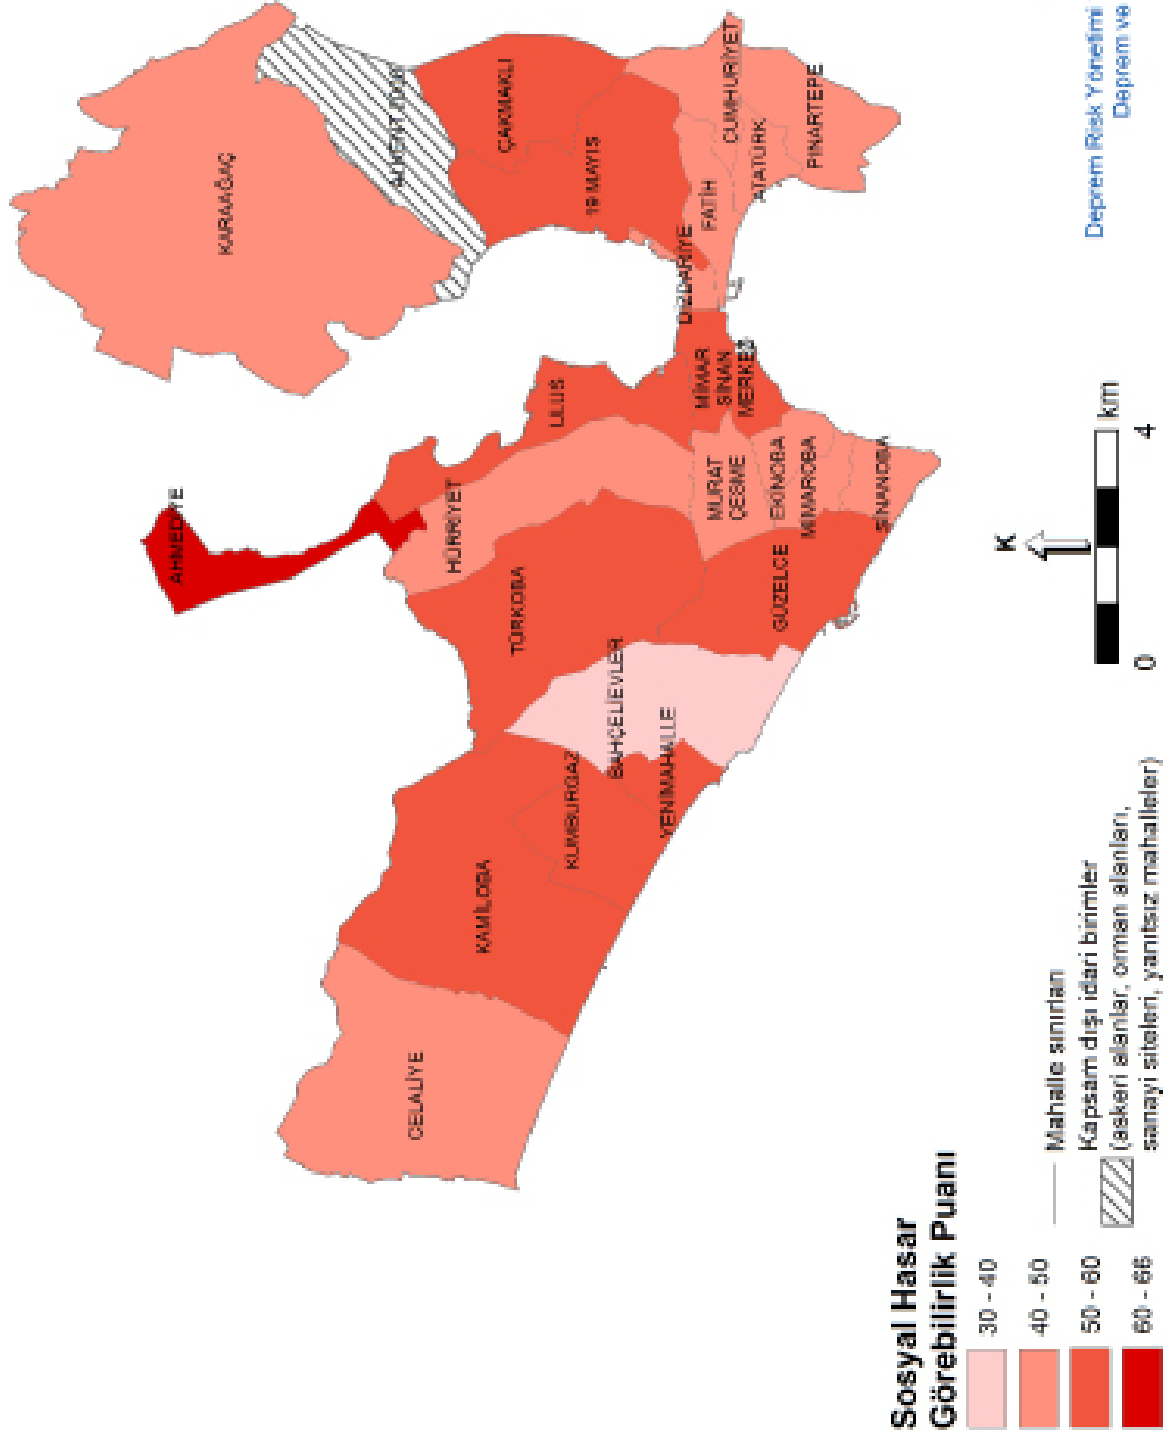 KARAAĞAÇ
ÇAKMAKLI
19 MAYIS
CUMHURİYET
ATATÜRK
PINARTEPE
FATİH
DİZDARİYE
MİMAR
SİNAN
MERKEZ
ULUS
AHMEDİYE
HÜRRİYET
MURAT
ÇEŞME
EKİNOBA
MİMAROBA
SİNANOBA
TÜRKOBA
GÜZELCE
BAHÇELİEVLER
YENİMAHALLE
KUMBURGAZ
KAMİLOBA
CELALİYE
Sosyal Hasar
Görebilirlik Puanı
30 - 40
40 - 50
50 - 60
60 - 66
Mahalle sınırları
Kapsam dışı idari birimler
(askeri alanlar, orman alanları,
sanayi siteleri, yanıtsız mahalleler)
K
0 4
km
Deprem Risk Yönetimi
Deprem ve